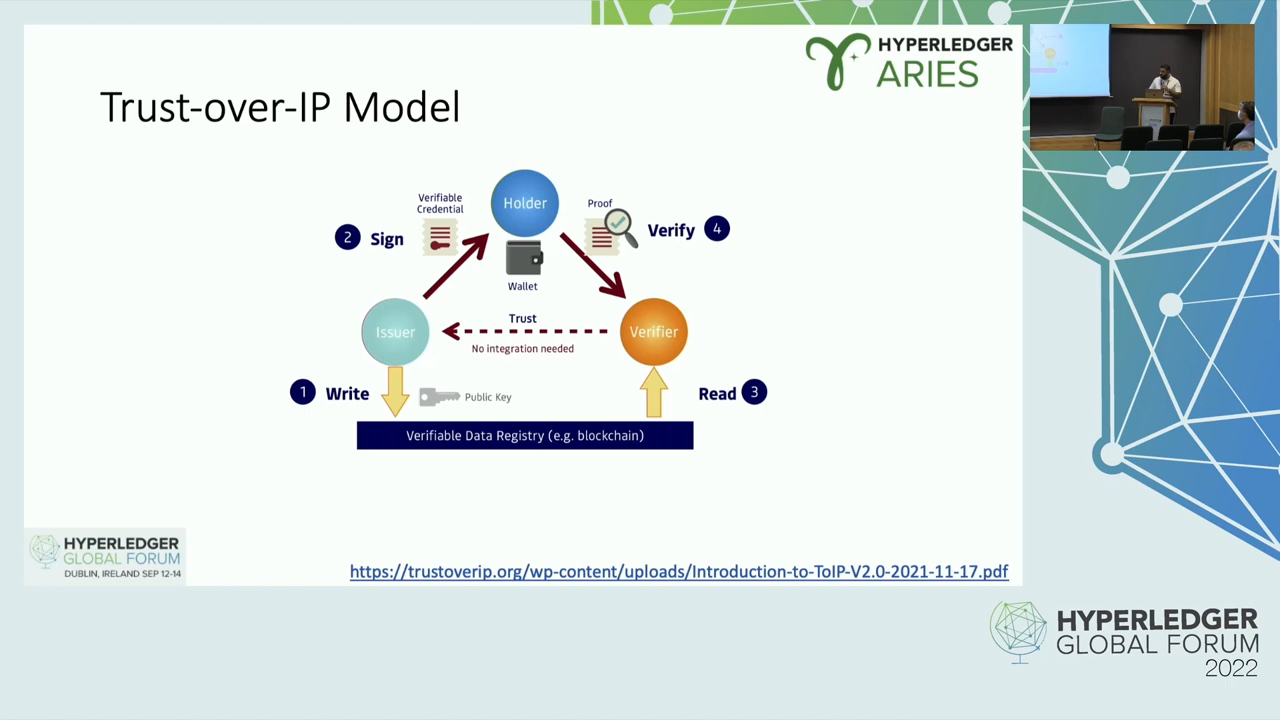 HYPERLEDGER
ARIES
Trust-over-IP Model
Verifiable
Credential
Holder
Proof
2
Sign
Verify
4
Wallet
Issuer
Trust
Verifier
No integration needed
1
Write
Public Key
Read
3
Verifiable Data Registry (e.g. blockchain)
HYPERLEDGER
GLOBAL FORUM
DUBLIN, IRELAND SEP 12-14
https://trustoverip.org/wp-content/uploads/Introduction-to-ToIP-V2.0-2021-11-17.pdf
HYPERLEDGER
GLOBAL FORUM
2022